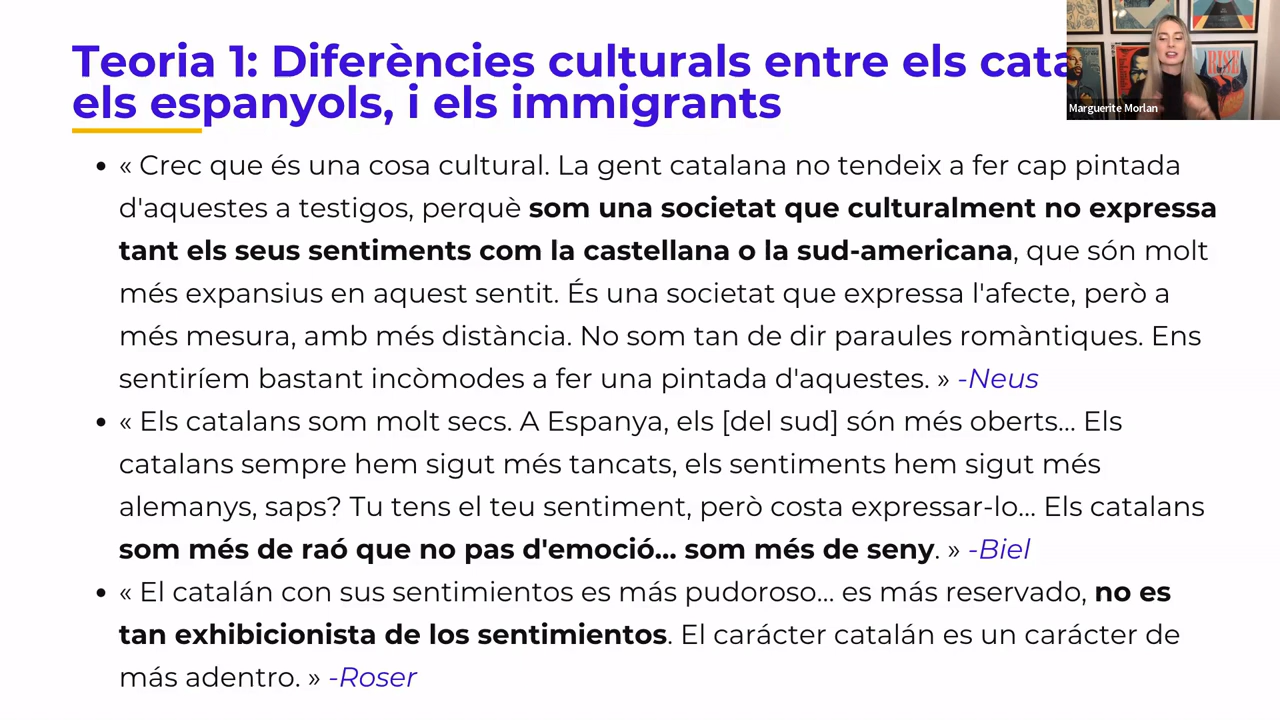 Teoria 1: Diferències culturals entre els
els espanyols, i els immigrants
Marguerite Morlan
RISE
• « Crec que és una cosa cultural. La gent catalana no tendeix a fer cap pintada
d'aquestes a testigos, perquè som una societat que culturalment no expressa
tant els seus sentiments com la castellana o la sud-americana, que són molt
més expansius en aquest sentit. És una societat que expressa l'afecte, però a
més mesura, amb més distància. No som tan de dir paraules romàntiques. Ens
sentiríem bastant incòmodes a fer una pintada d'aquestes. » -Neus
• « Els catalans som molt secs. A Espanya, els [del sud] són més oberts... Els
catalans sempre hem sigut més tancats, els sentiments hem sigut més
alemanys, saps? Tu tens el teu sentiment, però costa expressar-lo... Els catalans
som més de raó que no pas d'emoció... som més de seny. » -Biel
• « El catalán con sus sentimientos es más pudoroso... es más reservado, no es
tan exhibicionista de los sentimientos. El carácter catalán es un carácter de
más adentro. » -Roser